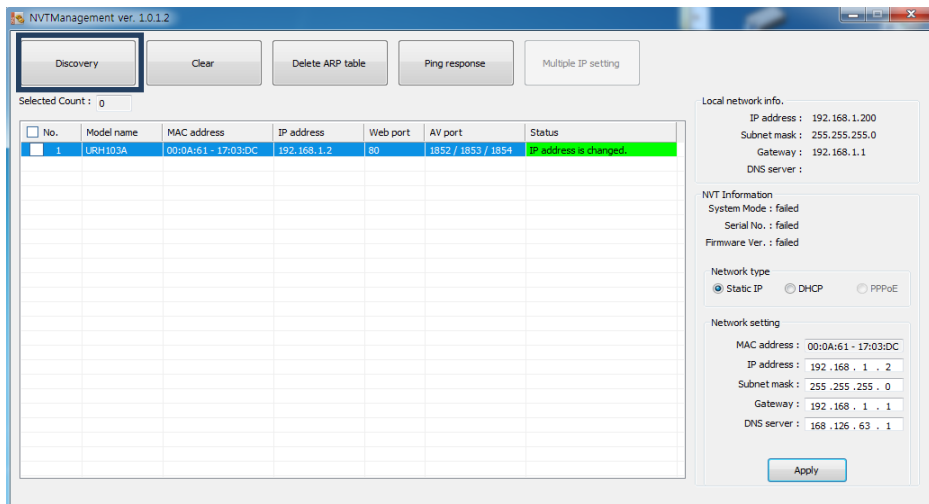 NVTManagement ver. 1.0.1.2
Discovery
Clear
Delete ARP table
Ping response
Multiple IP setting
Selected Count : 0
No. Model name MAC address IP address Web port AV port Status
1 URH103A 00:0A:61 - 17:03:DC 192.168.1.2 80 1852 / 1853 / 1854 IP address is changed.
Local network info.
IP address : 192.168.1.200
Subnet mask : 255.255.255.0
Gateway : 192.168.1.1
DNS server :
NVT Information
System Mode : failed
Serial No. : failed
Firmware Ver. : failed
Network type
Static IP DHCP PPPoE
Network setting
MAC address : 00:0A:61 - 17:03:DC
IP address : 192 .168 . 1 . 2
Subnet mask : 255 .255 .255 . 0
Gateway : 192 .168 . 1 . 1
DNS server : 168 .126 . 63 . 1
Apply